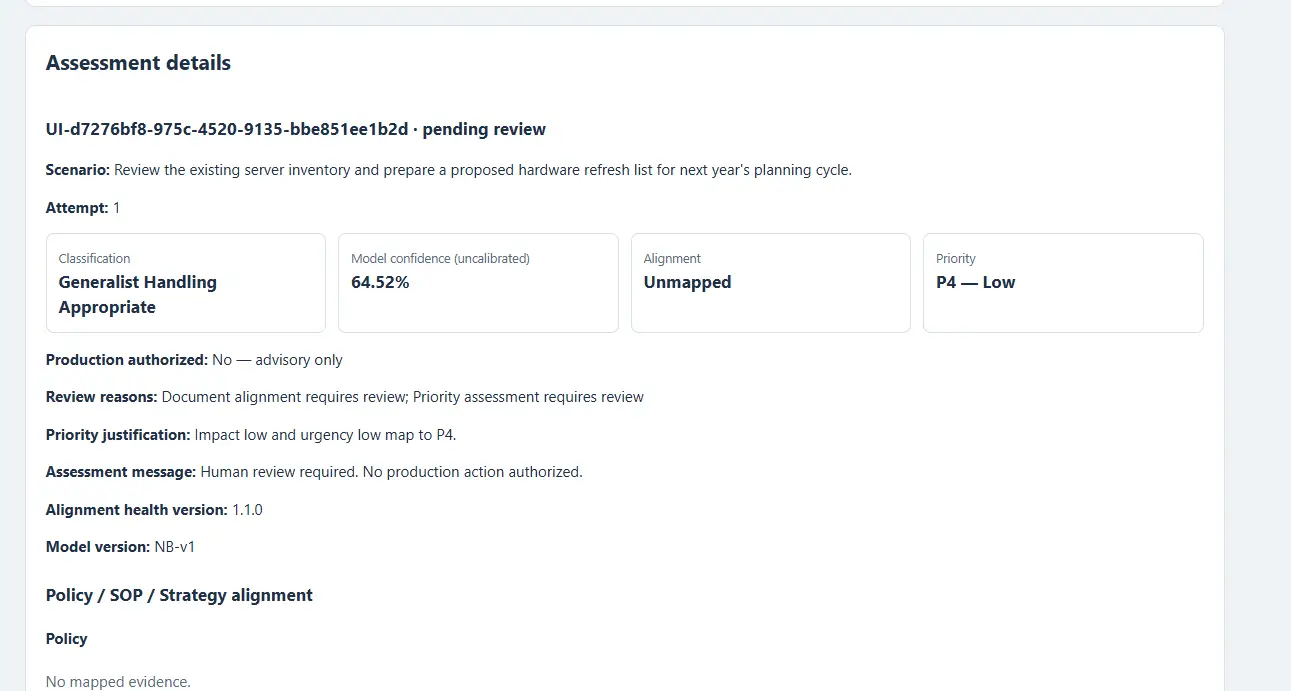 Assessment details
UI-d7276bf8-975c-4520-9135-bbe851ee1b2d · pending review
Scenario: Review the existing server inventory and prepare a proposed hardware refresh list for next year's planning cycle.
Attempt: 1
Classification
Generalist Handling
Appropriate
Model confidence (uncalibrated)
64.52%
Alignment
Unmapped
Priority
P4 — Low
Production authorized: No — advisory only
Review reasons: Document alignment requires review; Priority assessment requires review
Priority justification: Impact low and urgency low map to P4.
Assessment message: Human review required. No production action authorized.
Alignment health version: 1.1.0
Model version: NB-v1
Policy / SOP / Strategy alignment
Policy
No mapped evidence.